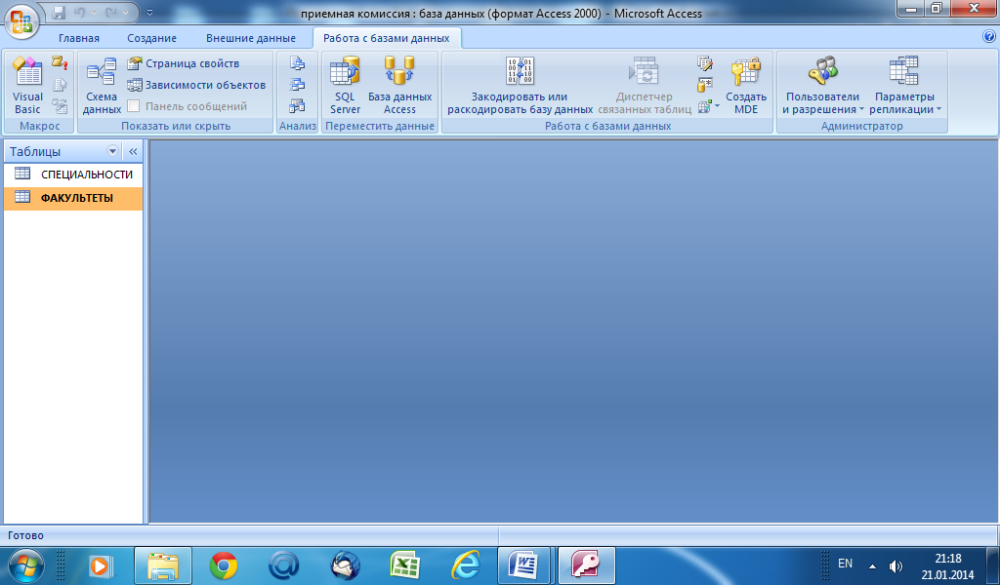 приемная комиссия : база данных (формат Access 2000) - Microsoft Access
Главная Создание Внешние данные Работа с базами данных
Visual Basic
Схема данных
Страница свойств
Зависимости объектов
Панель сообщений
SQL Server
База данных Access
Закодировать или раскодировать базу данных
Диспетчер связанных таблиц
Создать MDE
Пользователи и разрешения
Параметры репликации
Макрос Показать или скрыть Анализ Переместить данные Работа с базами данных Администратор
Таблицы
СПЕЦИАЛЬНОСТИ
ФАКУЛЬТЕТЫ
Готово
EN
21:18
21.01.2014